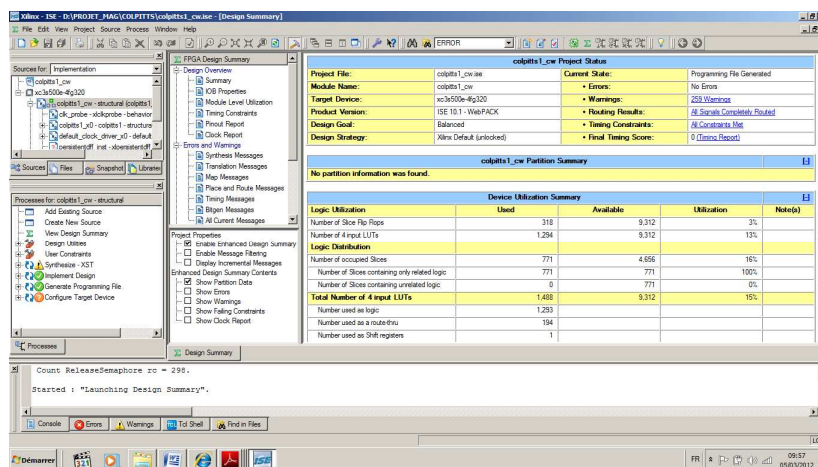 Xilinx - ISE - D:\PROJET_MAG\COLPITTS\colpitts1_cw.ise - [Design Summary]
File Edit View Project Source Process Window Help
ERROR
Sources for: Implementation
colpitts1_cw
xc3s500e-4fg320
colpitts1_cw - structural (colpitts1_
clk_probe - xlclkprobe - behavior
colpitts1_x0 - colpitts1 - structura
default_clock_driver_x0 - default
persistentdff_inst - xlpersistentdff
Sources Files Snapshot Libraries
Processes for: colpitts1_cw - structural
Add Existing Source
Create New Source
View Design Summary
Design Utilities
User Constraints
Synthesize - XST
Implement Design
Generate Programming File
Configure Target Device
Processes
FPGA Design Summary
Design Overview
Summary
IOB Properties
Module Level Utilization
Timing Constraints
Pinout Report
Clock Report
Errors and Warnings
Synthesis Messages
Translation Messages
Map Messages
Place and Route Messages
Timing Messages
Bitgen Messages
All Current Messages
Project Properties
Enable Enhanced Design Summary
Enable Message Filtering
Display Incremental Messages
Enhanced Design Summary Contents
Show Partition Data
Show Errors
Show Warnings
Show Failing Constraints
Show Clock Report
Design Summary
colpitts1_cw Project Status
Project File: colpitts1_cw.ise Current State: Programming File Generated
Module Name: colpitts1_cw • Errors: No Errors
Target Device: xc3s500e-4fg320 • Warnings: 259 Warnings
Product Version: ISE 10.1 - WebPACK • Routing Results: All Signals Completely Routed
Design Goal: Balanced • Timing Constraints: All Constraints Met
Design Strategy: Xilinx Default (unlocked) • Final Timing Score: 0 (Timing Report)
colpitts1_cw Partition Summary [-]
No partition information was found.
Device Utilization Summary [-]
Logic Utilization Used Available Utilization Note(s)
Number of Slice Flip Flops 318 9,312 3%
Number of 4 input LUTs 1,294 9,312 13%
Logic Distribution
Number of occupied Slices 771 4,656 16%
Number of Slices containing only related logic 771 771 100%
Number of Slices containing unrelated logic 0 771 0%
Total Number of 4 input LUTs 1,488 9,312 15%
Number used as logic 1,293
Number used as a route-thru 194
Number used as Shift registers 1
Count ReleaseSemaphore rc = 298.
Started : "Launching Design Summary".
Console Errors Warnings Tcl Shell Find in Files
Démarrer
321
ISE
FR
09:57
05/03/2012